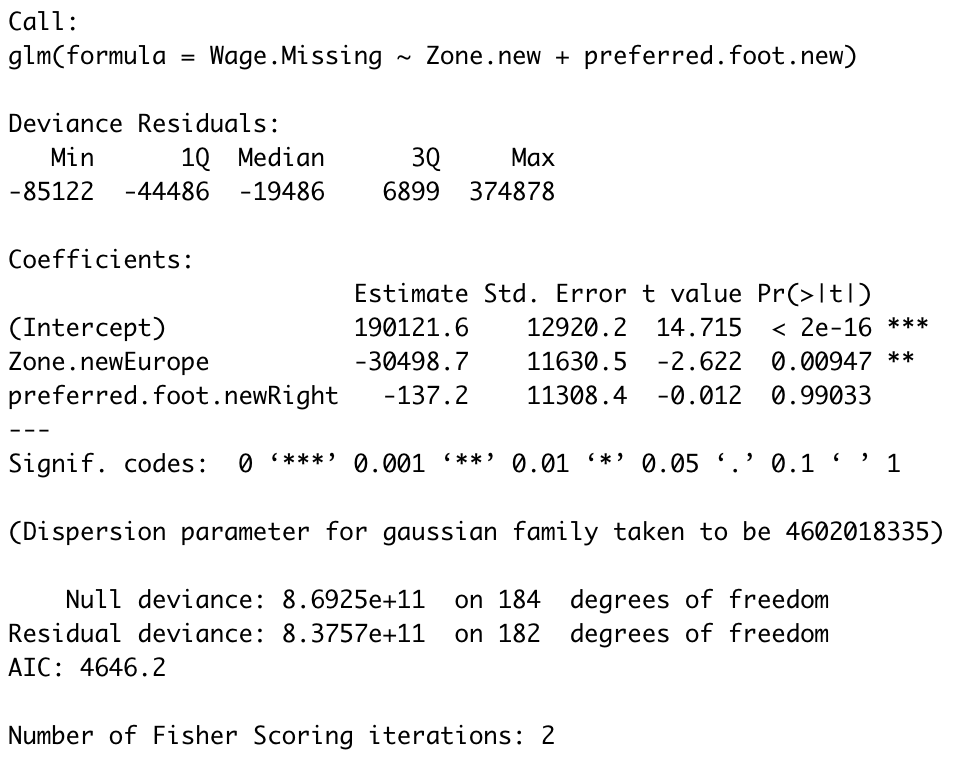 Call:
glm(formula = Wage.Missing ~ Zone.new + preferred.foot.new)

Deviance Residuals:
   Min      1Q  Median      3Q     Max
-85122  -44486  -19486    6899  374878

Coefficients:
                        Estimate Std. Error t value Pr(>|t|)
(Intercept)             190121.6    12920.2  14.715  < 2e-16 ***
Zone.newEurope          -30498.7    11630.5  -2.622  0.00947 **
preferred.foot.newRight   -137.2    11308.4  -0.012  0.99033
---
Signif. codes:  0 ‘***’ 0.001 ‘**’ 0.01 ‘*’ 0.05 ‘.’ 0.1 ‘ ’ 1

(Dispersion parameter for gaussian family taken to be 4602018335)

    Null deviance: 8.6925e+11  on 184  degrees of freedom
Residual deviance: 8.3757e+11  on 182  degrees of freedom
AIC: 4646.2

Number of Fisher Scoring iterations: 2